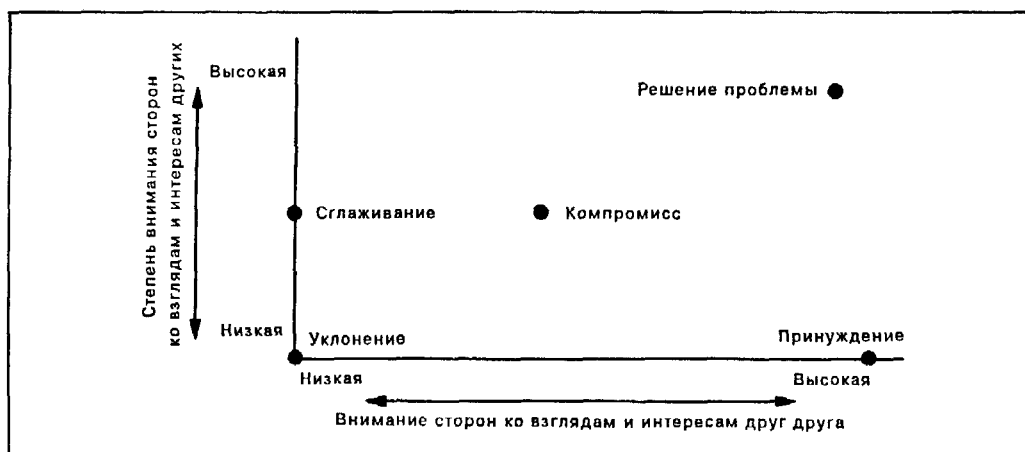 Степень внимания сторон
ко взглядам и интересам других
Высокая
Решение проблемы
Сглаживание
Компромисс
Низкая
Уклонение
Принуждение
Низкая
Высокая
Внимание сторон ко взглядам и интересам друг друга